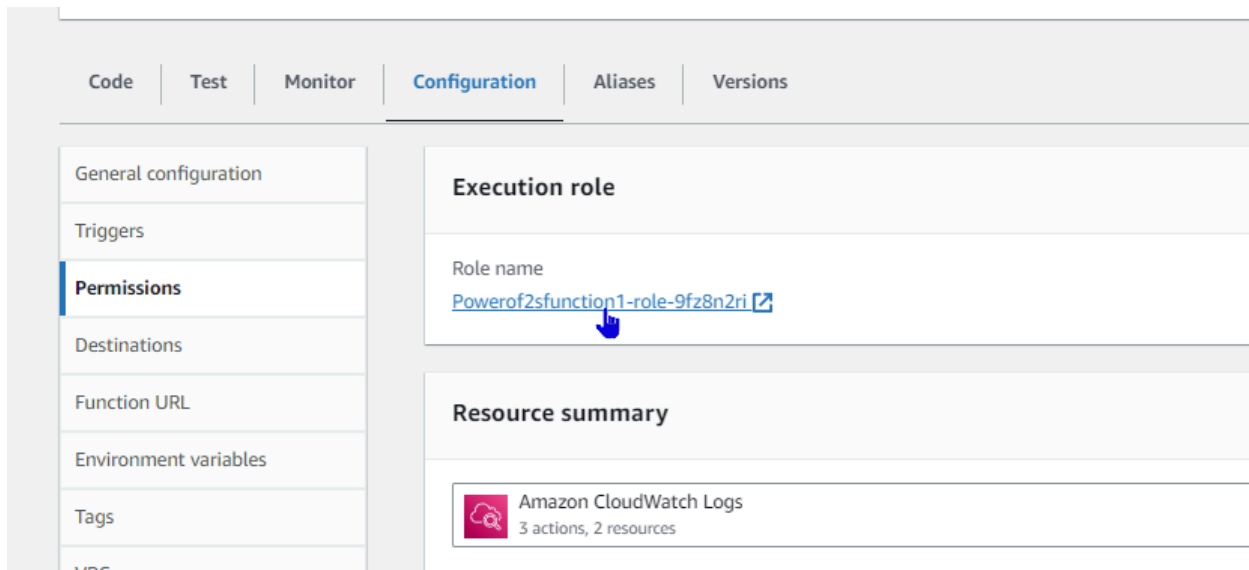 Code Test Monitor Configuration Aliases Versions
General configuration
Triggers
Permissions
Destinations
Function URL
Environment variables
Tags
Execution role
Role name
Powerof2sfunction1-role-9fz8n2ri
Resource summary
Amazon CloudWatch Logs
3 actions, 2 resources